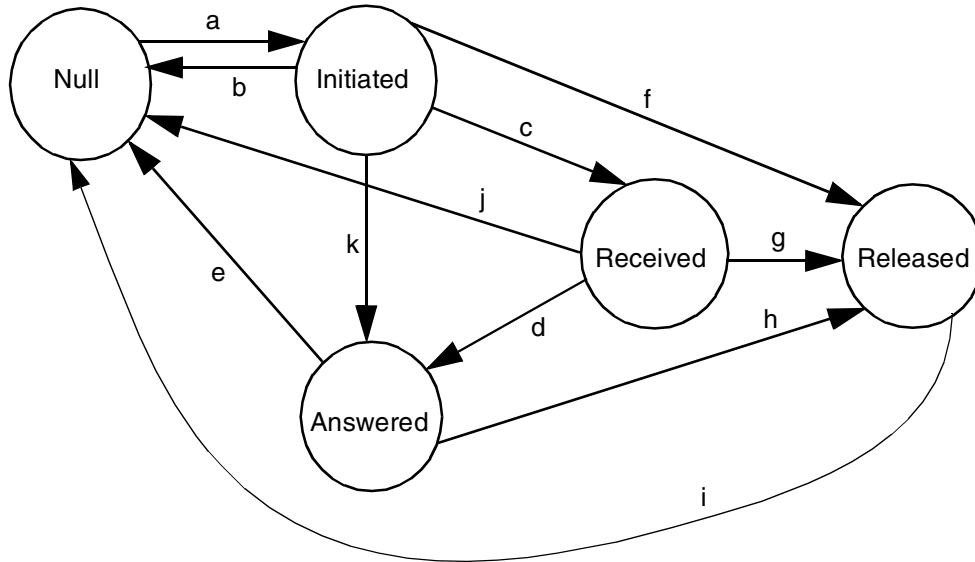 a
Null
Initiated
b
f
c
j
k
Received
g
Released
e
d
h
Answered
i